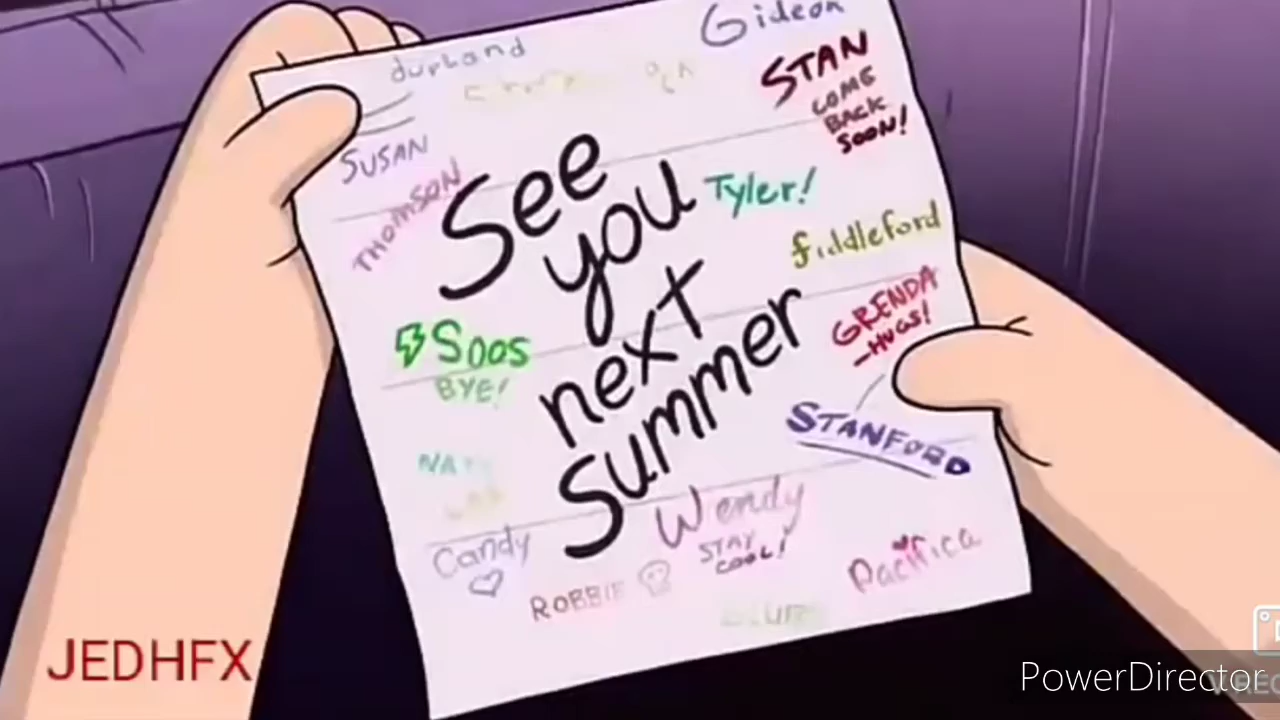 Gideon
durland
STAN
COME
BACK
SOON!
SUSAN
THOMSON
See
you
next
summer
Tyler!
fiddleford
GRENDA
-HUGS!
Soos
BYE!
STANFORD
Wendy
STAY
COOL!
Candy
ROBBIE
Pacifica
JEDHFX
PowerDirector